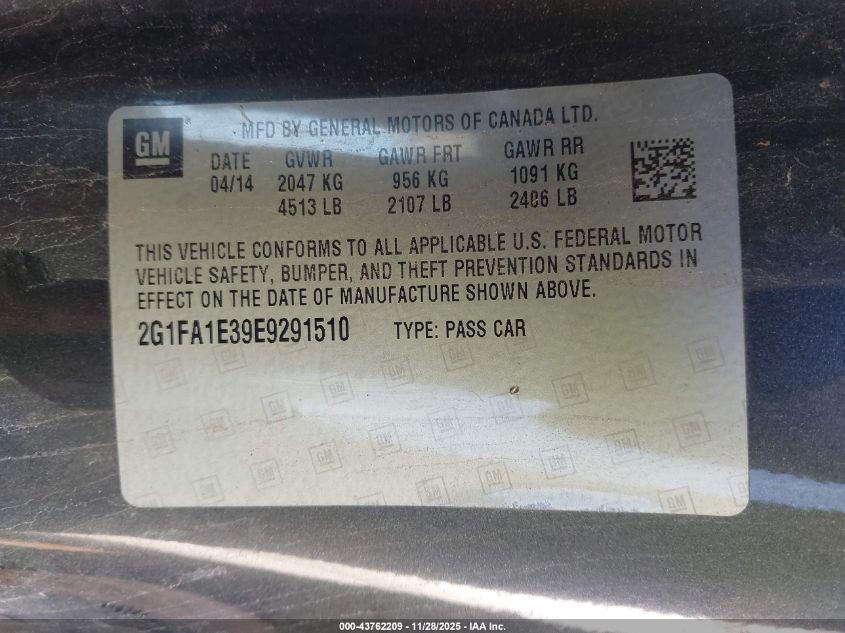 GM
MFD BY GENERAL MOTORS OF CANADA LTD.
DATE GVWR GAWR FRT GAWR RR
04/14 2047 KG 956 KG 1091 KG
4513 LB 2107 LB 2406 LB
THIS VEHICLE CONFORMS TO ALL APPLICABLE U.S. FEDERAL MOTOR
VEHICLE SAFETY, BUMPER, AND THEFT PREVENTION STANDARDS IN
EFFECT ON THE DATE OF MANUFACTURE SHOWN ABOVE.
2G1FA1E39E9291510 TYPE: PASS CAR
000-43762209 - 11/28/2025 - IAA Inc.